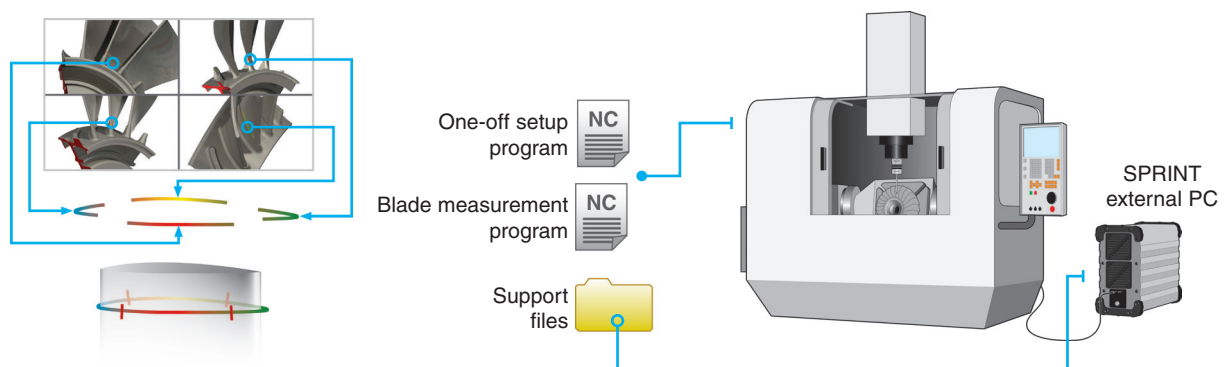 One-off setup
program
NC
Blade measurement
program
NC
Support
files
SPRINT
external PC